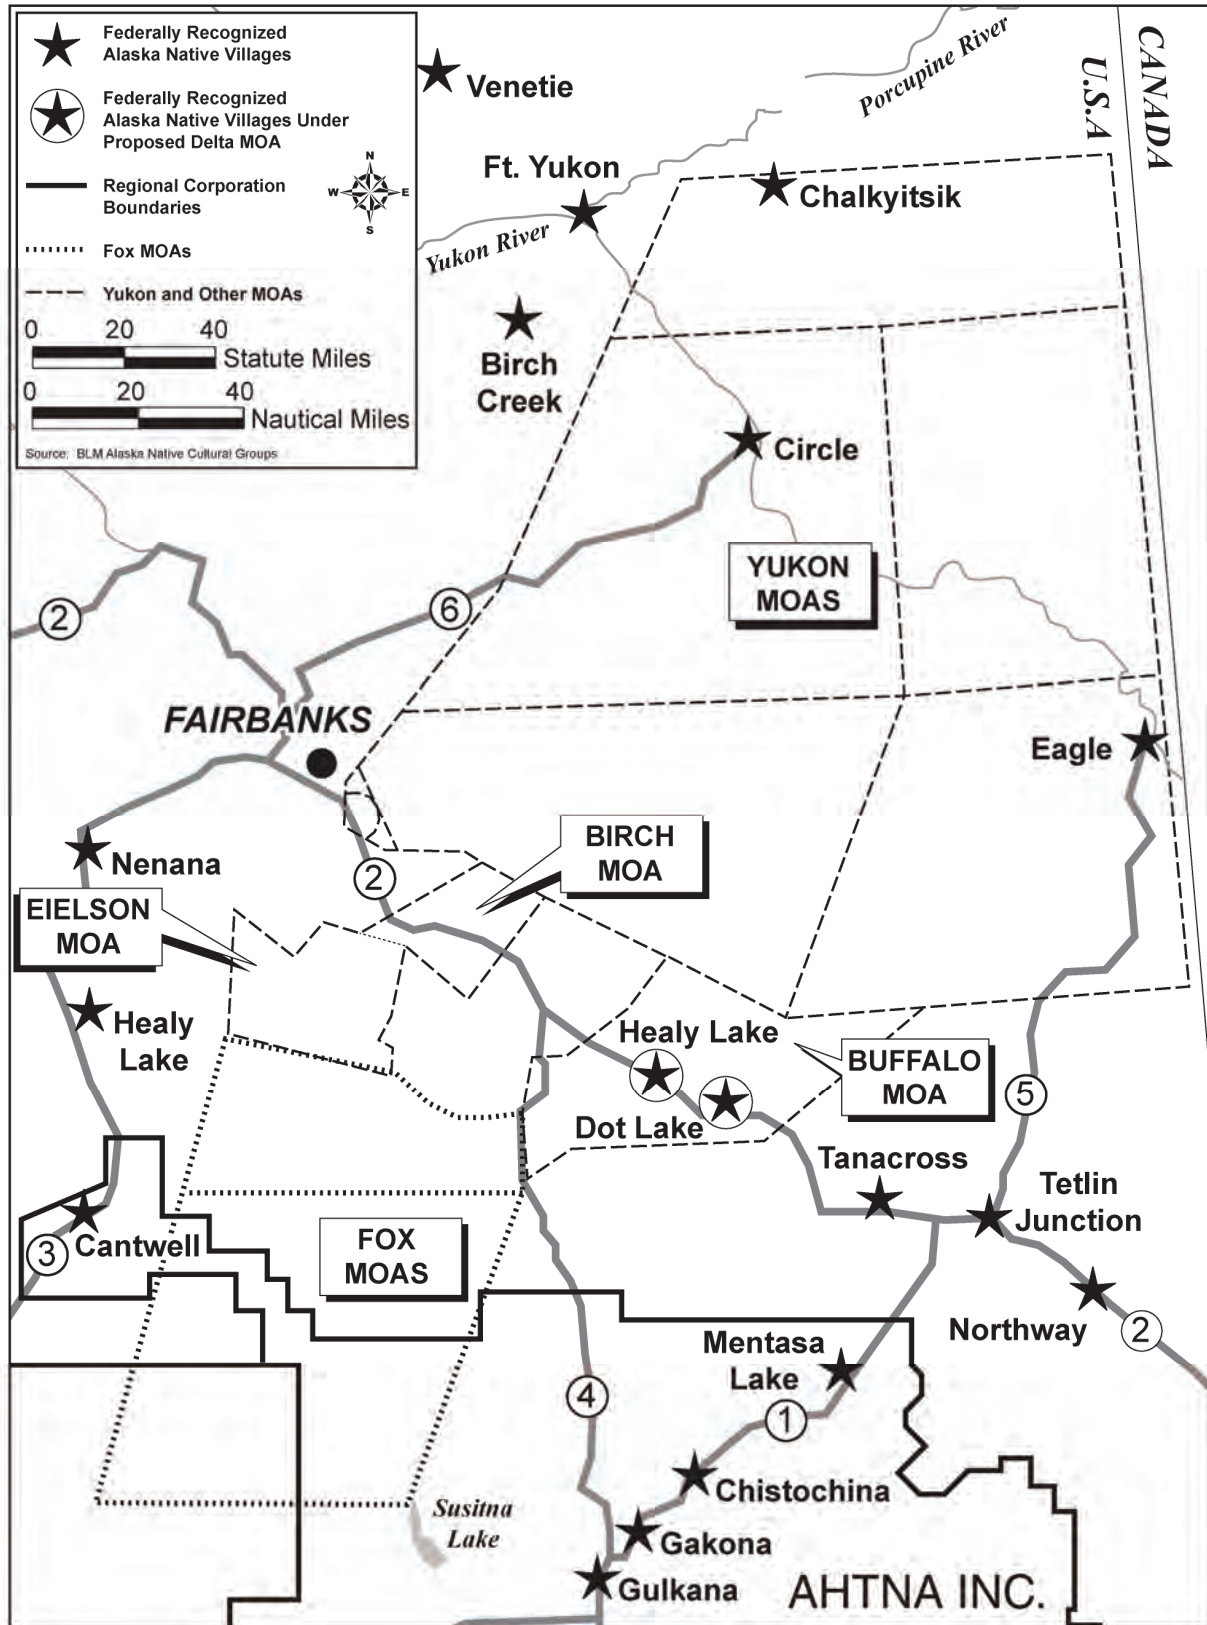 Federally Recognized
Alaska Native Villages
Federally Recognized
Alaska Native Villages Under
Proposed Delta MOA
Regional Corporation
Boundaries
N
W E
S
Fox MOAs
Yukon and Other MOAs
0 20 40
Statute Miles
0 20 40
Nautical Miles
Source: BLM Alaska Native Cultural Groups
Venetie
Porcupine River
CANADA
U.S.A
Ft. Yukon
Chalkyitsik
Yukon River
Birch
Creek
Circle
YUKON
MOAS
2
6
FAIRBANKS
Eagle
BIRCH
MOA
Nenana
2
EIELSON
MOA
Healy
Lake
Healy Lake
BUFFALO
MOA
5
Dot Lake
Tanacross
Tetlin
Junction
Cantwell
3
FOX
MOAS
Northway
2
Mentasa
Lake
4
1
Chistochina
Susitna
Lake
Gakona
Gulkana
AHTNA INC.